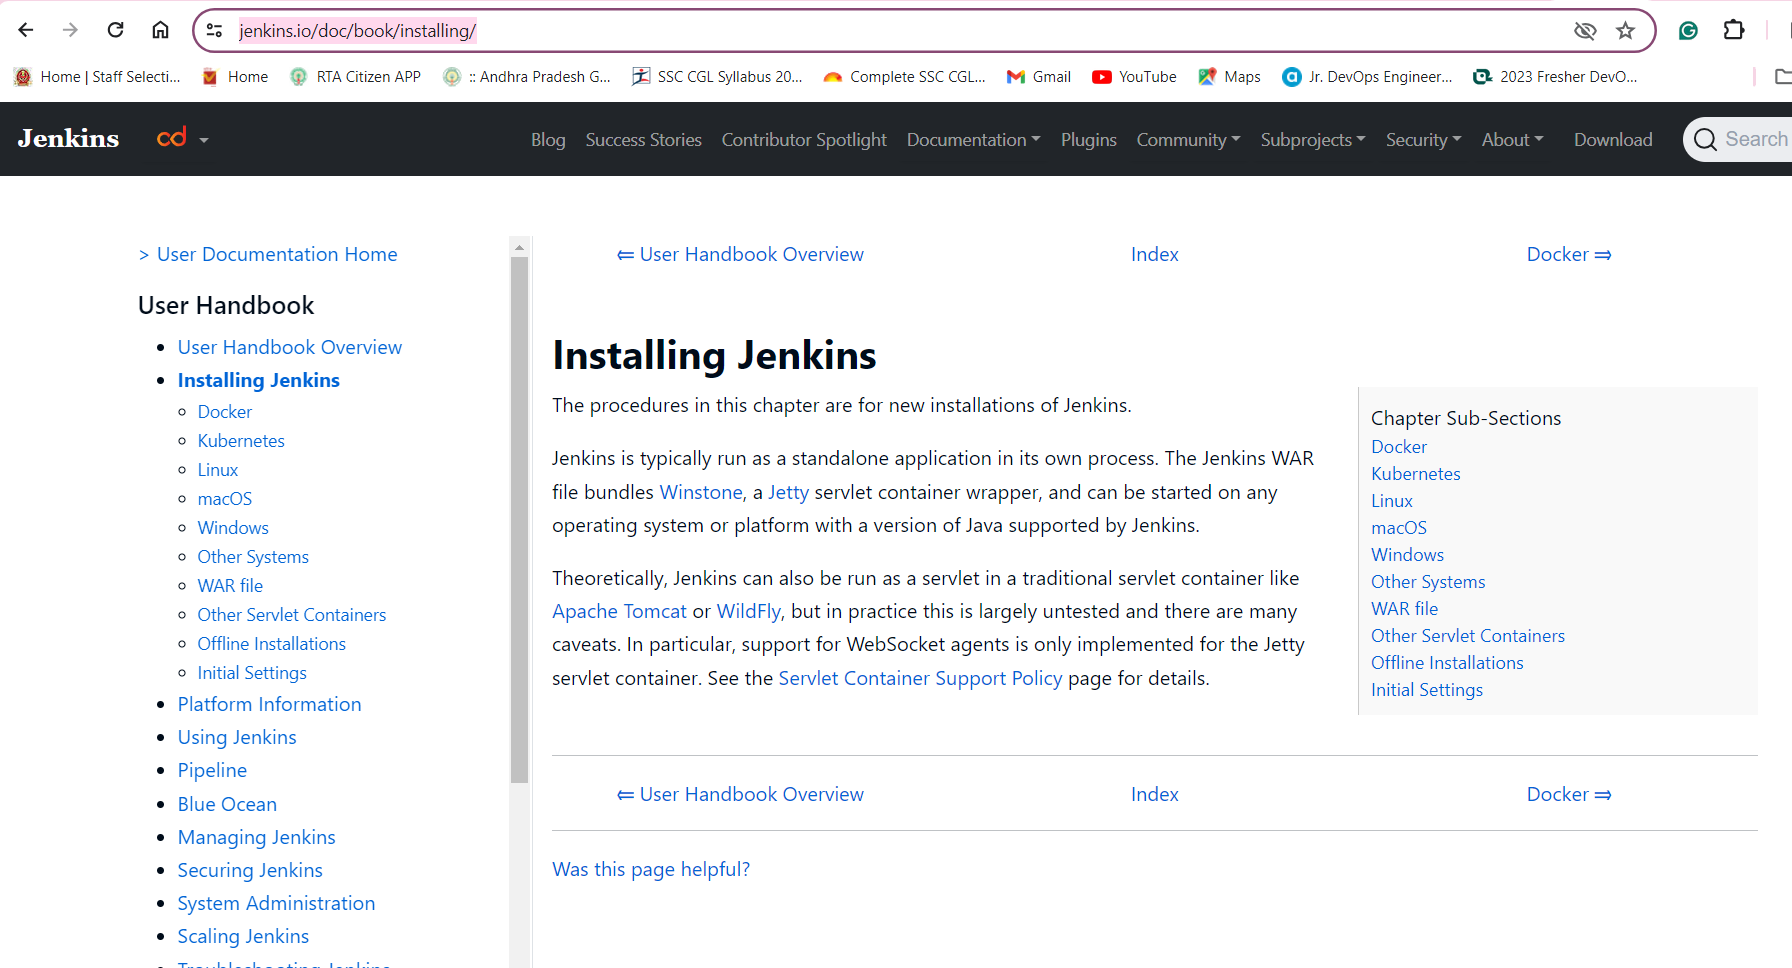 jenkins.io/doc/book/installing/
Home | Staff Selecti... Home RTA Citizen APP :: Andhra Pradesh G... SSC CGL Syllabus 20... Complete SSC CGL... Gmail YouTube Maps Jr. DevOps Engineer... 2023 Fresher DevO...
Jenkins cd Blog Success Stories Contributor Spotlight Documentation Plugins Community Subprojects Security About Download Search
> User Documentation Home
User Handbook
User Handbook Overview
Installing Jenkins
Docker
Kubernetes
Linux
macOS
Windows
Other Systems
WAR file
Other Servlet Containers
Offline Installations
Initial Settings
Platform Information
Using Jenkins
Pipeline
Blue Ocean
Managing Jenkins
Securing Jenkins
System Administration
Scaling Jenkins
Troubleshooting Jenkins
⇐ User Handbook Overview Index Docker ⇒
Installing Jenkins
The procedures in this chapter are for new installations of Jenkins.
Jenkins is typically run as a standalone application in its own process. The Jenkins WAR
file bundles Winstone, a Jetty servlet container wrapper, and can be started on any
operating system or platform with a version of Java supported by Jenkins.
Theoretically, Jenkins can also be run as a servlet in a traditional servlet container like
Apache Tomcat or WildFly, but in practice this is largely untested and there are many
caveats. In particular, support for WebSocket agents is only implemented for the Jetty
servlet container. See the Servlet Container Support Policy page for details.
Chapter Sub-Sections
Docker
Kubernetes
Linux
macOS
Windows
Other Systems
WAR file
Other Servlet Containers
Offline Installations
Initial Settings
⇐ User Handbook Overview Index Docker ⇒
Was this page helpful?